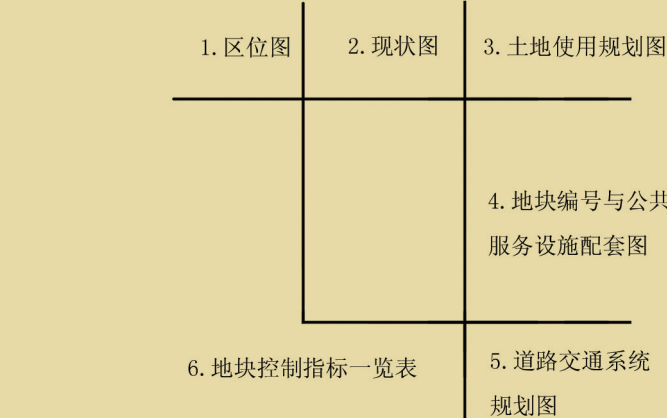 1.区位图
2.现状图
3.土地使用规划图
4.地块编号与公共
服务设施配套图
5.道路交通系统
规划图
6.地块控制指标一览表